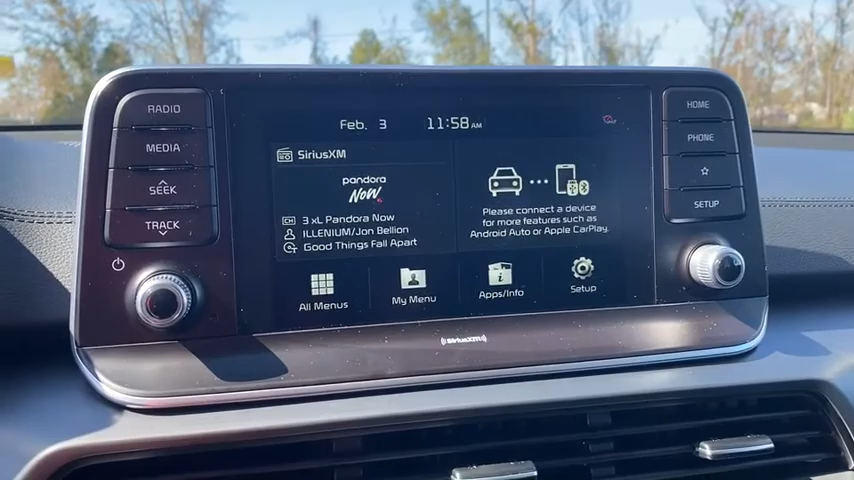 RADIO
MEDIA
SEEK
TRACK
Feb. 3 11:58 AM
SiriusXM
pandora
NOW
CH 3 xL Pandora Now
ILLENIUM/Jon Bellion
Good Things Fall Apart
Please connect a device
for more features such as
Android Auto or Apple CarPlay.
All Menus
My Menu
Apps/Info
Setup
HOME
PHONE
SETUP
((SiriusXM))